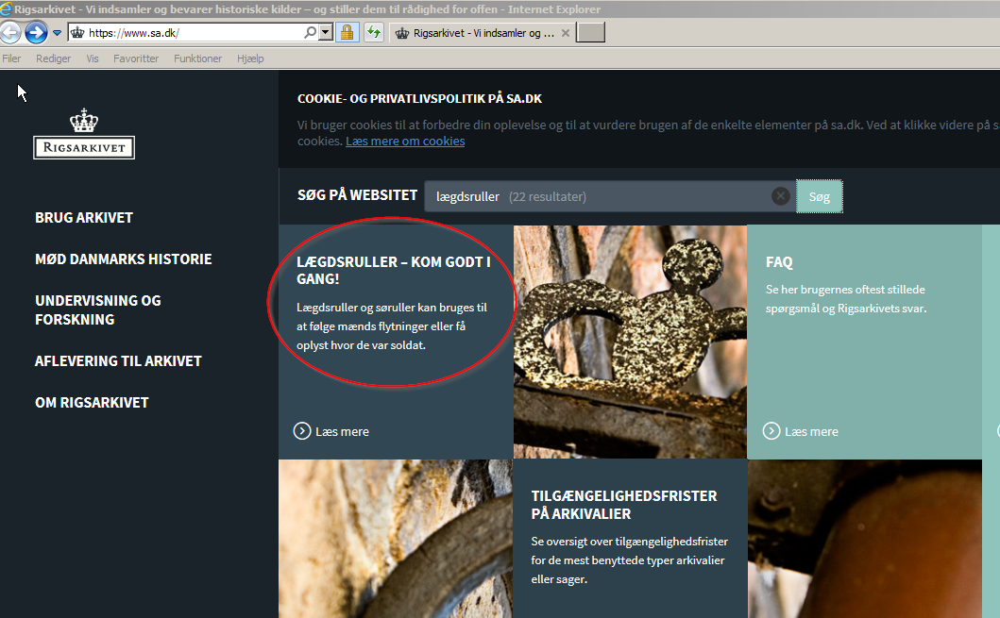 Rigsarkivet - Vi indsamler og bevarer historiske kilder – og stiller dem til rådighed for offen - Internet Explorer
https://www.sa.dk/
Rigsarkivet - Vi indsamler og ...
Filer Rediger Vis Favoritter Funktioner Hjælp
RIGSARKIVET
BRUG ARKIVET
MØD DANMARKS HISTORIE
UNDERVISNING OG
FORSKNING
AFLEVERING TIL ARKIVET
OM RIGSARKIVET
COOKIE- OG PRIVATLIVSPOLITIK PÅ SA.DK
Vi bruger cookies til at forbedre din oplevelse og til at vurdere brugen af de enkelte elementer på sa.dk. Ved at klikke videre på s
cookies. Læs mere om cookies
SØG PÅ WEBSITET
lægdsruller (22 resultater)
Søg
LÆGDSRULLER – KOM GODT I
GANG!
Lægdsruller og søruller kan bruges til
at følge mænds flytninger eller få
oplyst hvor de var soldat.
Læs mere
FAQ
Se her brugernes oftest stillede
spørgsmål og Rigsarkivets svar.
Læs mere
TILGÆNGELIGHEDSFRISTER
PÅ ARKIVALIER
Se oversigt over tilgængelighedsfrister
for de mest benyttede typer arkivalier
eller sager.